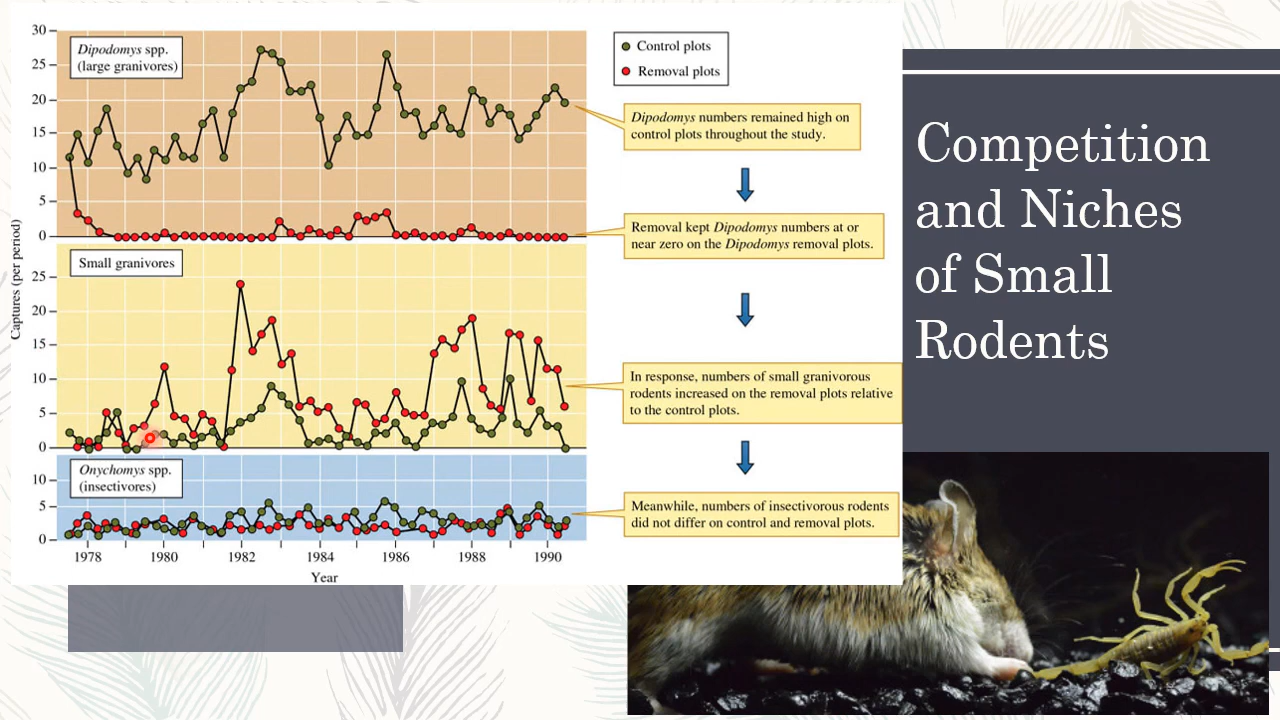 Competition
and Niches
of Small
Rodents
Captures (per period)
30
25
20
15
10
5
0
Dipodomys spp.
(large granivores)
Control plots
Removal plots
Dipodomys numbers remained high on
control plots throughout the study.
Removal kept Dipodomys numbers at or
near zero on the Dipodomys removal plots.
25
20
15
10
5
0
Small granivores
In response, numbers of small granivorous
rodents increased on the removal plots relative
to the control plots.
10
5
0
Onychomys spp.
(insectivores)
Meanwhile, numbers of insectivorous rodents
did not differ on control and removal plots.
1978 1980 1982 1984 1986 1988 1990
Year